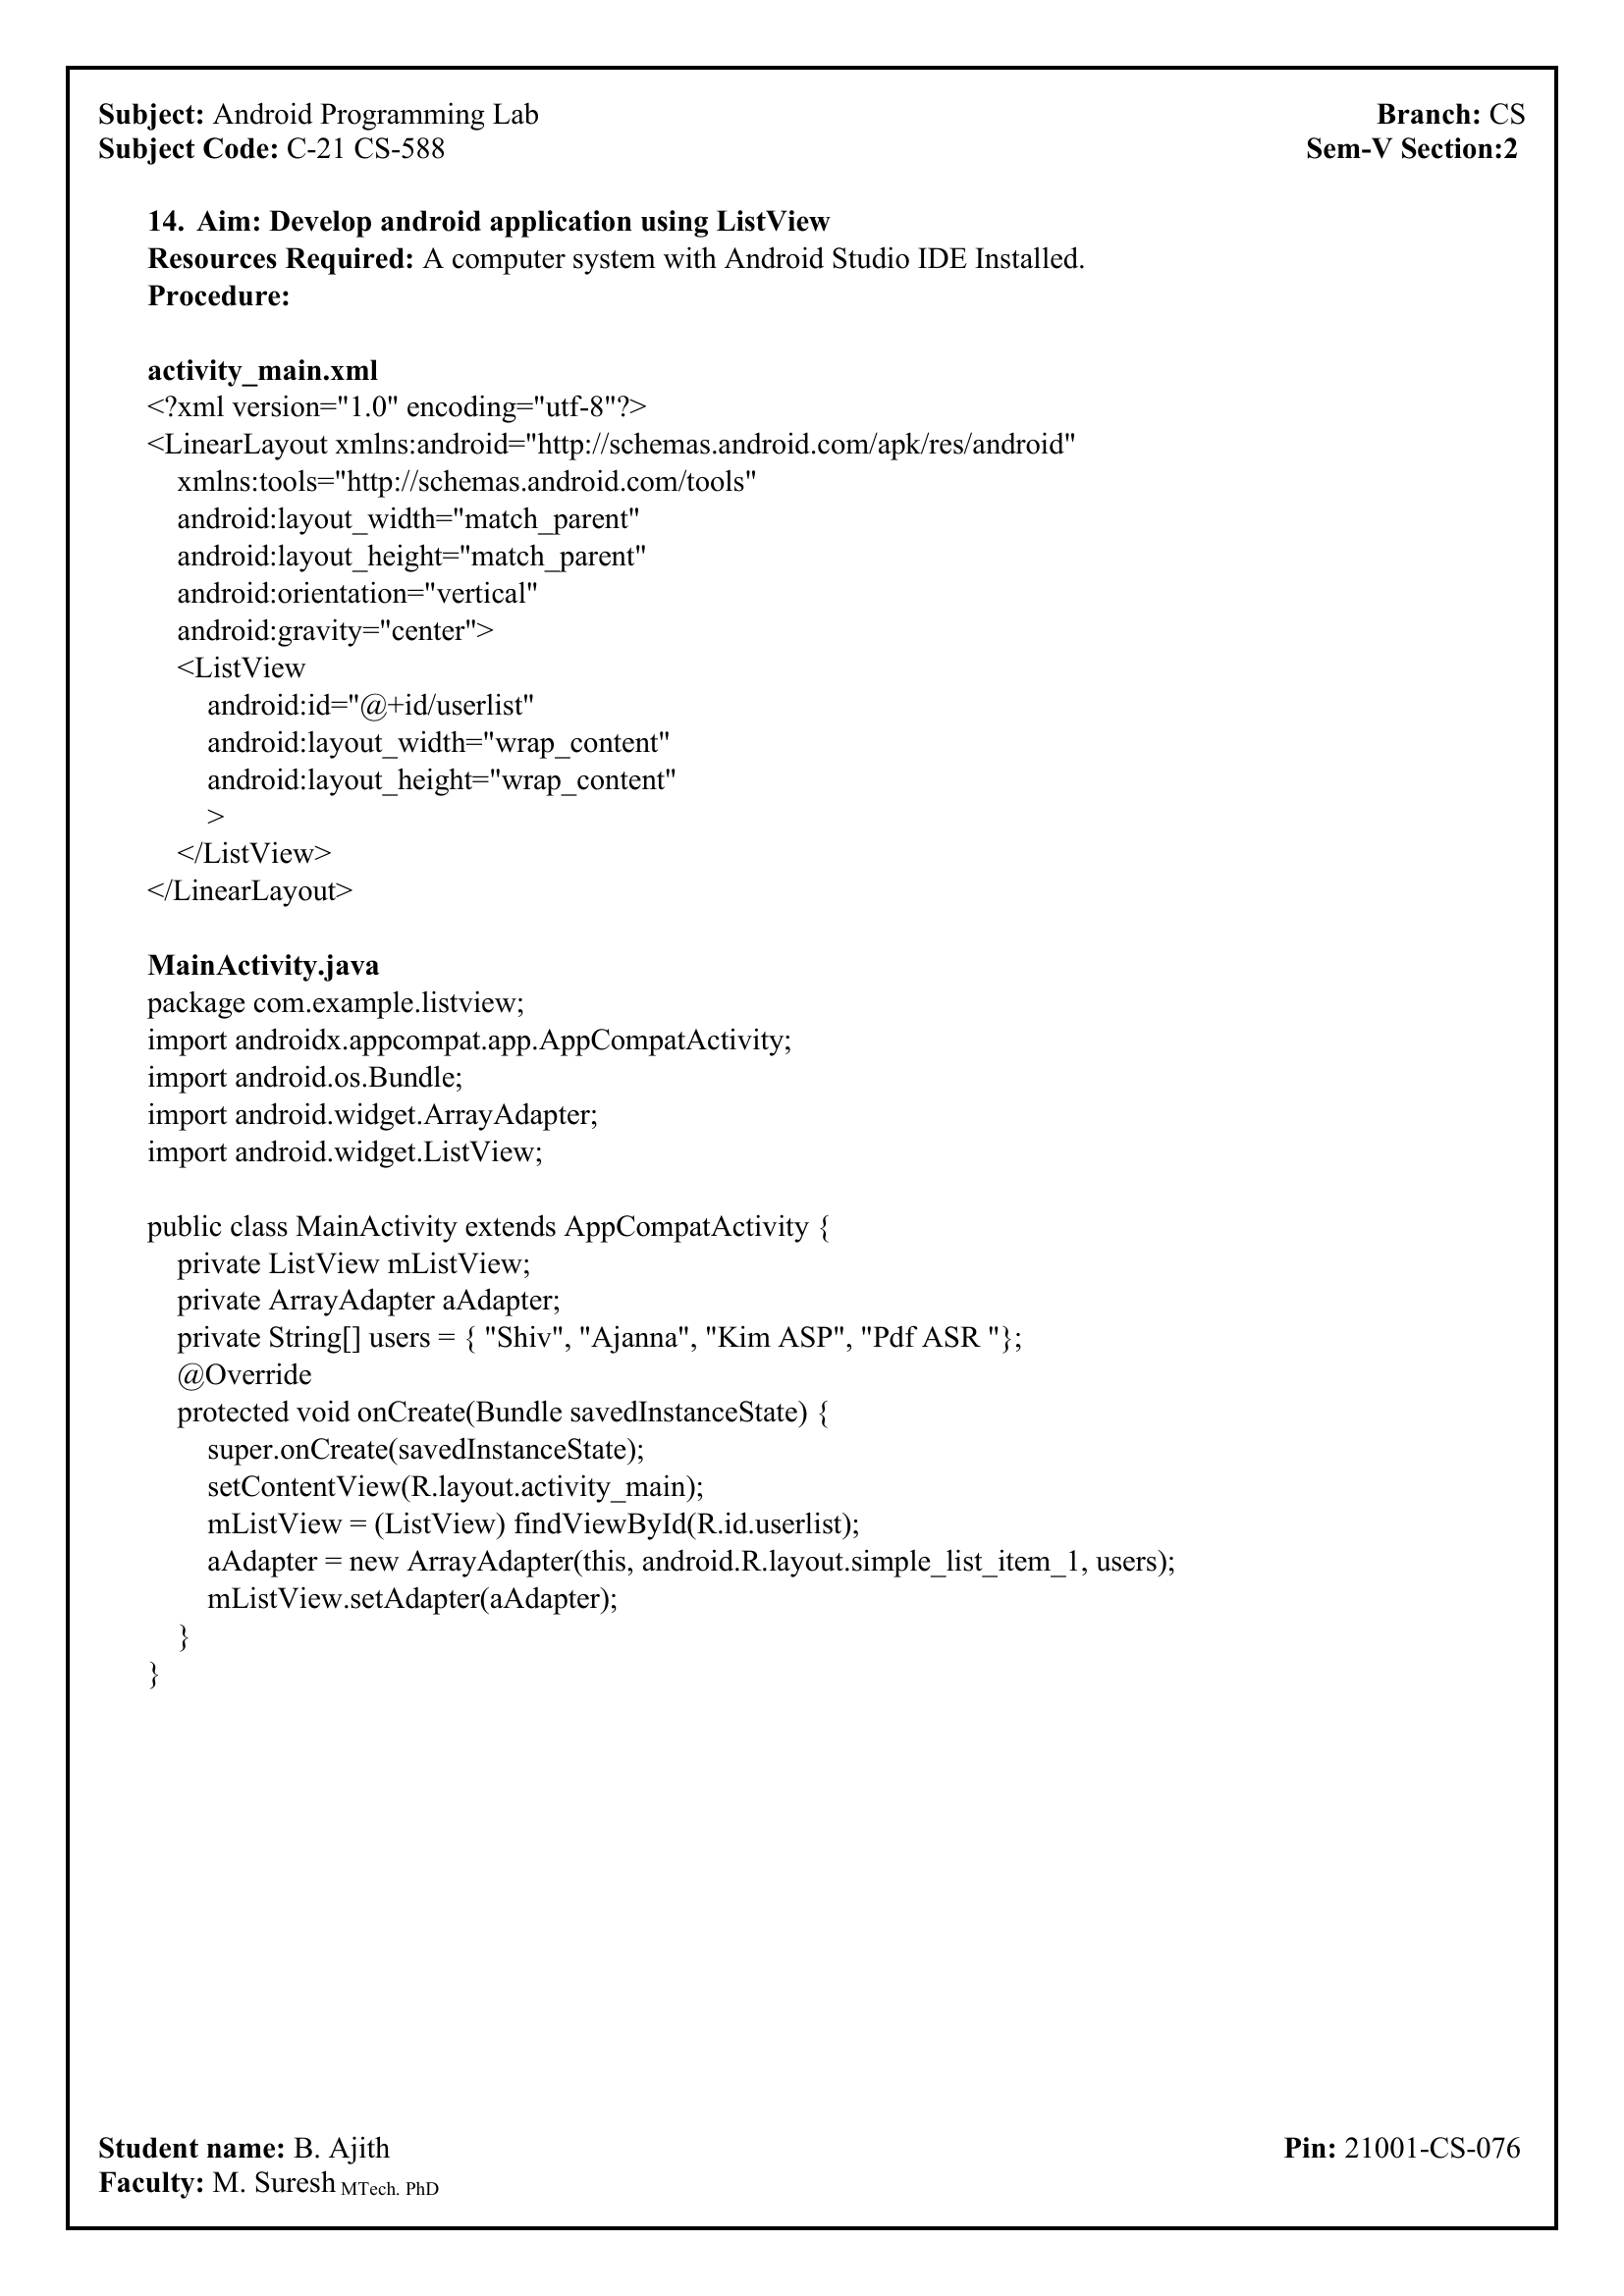 Subject: Android Programming Lab Branch: CS
Subject Code: C-21 CS-588 Sem-V Section:2
14. Aim: Develop android application using ListView
Resources Required: A computer system with Android Studio IDE Installed.
Procedure:
activity_main.xml
<?xml version="1.0" encoding="utf-8"?>
<LinearLayout xmlns:android="http://schemas.android.com/apk/res/android"
    xmlns:tools="http://schemas.android.com/tools"
    android:layout_width="match_parent"
    android:layout_height="match_parent"
    android:orientation="vertical"
    android:gravity="center">
    <ListView
        android:id="@+id/userlist"
        android:layout_width="wrap_content"
        android:layout_height="wrap_content"
        >
    </ListView>
</LinearLayout>
MainActivity.java
package com.example.listview;
import androidx.appcompat.app.AppCompatActivity;
import android.os.Bundle;
import android.widget.ArrayAdapter;
import android.widget.ListView;
public class MainActivity extends AppCompatActivity {
    private ListView mListView;
    private ArrayAdapter aAdapter;
    private String[] users = { "Shiv", "Ajanna", "Kim ASP", "Pdf ASR "};
    @Override
    protected void onCreate(Bundle savedInstanceState) {
        super.onCreate(savedInstanceState);
        setContentView(R.layout.activity_main);
        mListView = (ListView) findViewById(R.id.userlist);
        aAdapter = new ArrayAdapter(this, android.R.layout.simple_list_item_1, users);
        mListView.setAdapter(aAdapter);
    }
}
Student name: B. Ajith Pin: 21001-CS-076
Faculty: M. Suresh MTech. PhD